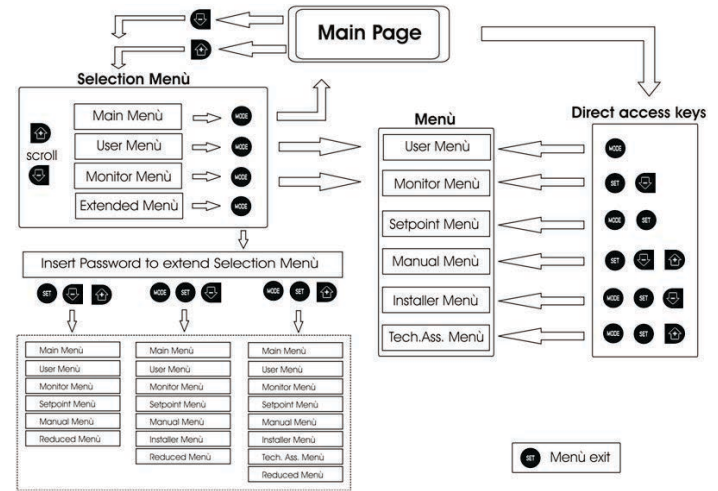 Main Page
Selection Menù
Direct access keys
Menù
Main Menù MODE
User Menù MODE
scroll
Monitor Menù MODE
Extended Menù MODE
User Menù MODE
Monitor Menù SET
Setpoint Menù MODE SET
Manual Menù SET
Installer Menù MODE SET
Tech.Ass. Menù MODE SET
Insert Password to extend Selection Menù
SET MODE SET MODE SET
Main Menù
User Menù
Monitor Menù
Setpoint Menù
Manual Menù
Reduced Menù
Main Menù
User Menù
Monitor Menù
Setpoint Menù
Manual Menù
Installer Menù
Reduced Menù
Main Menù
User Menù
Monitor Menù
Setpoint Menù
Manual Menù
Installer Menù
Tech. Ass. Menù
Reduced Menù
SET Menù exit